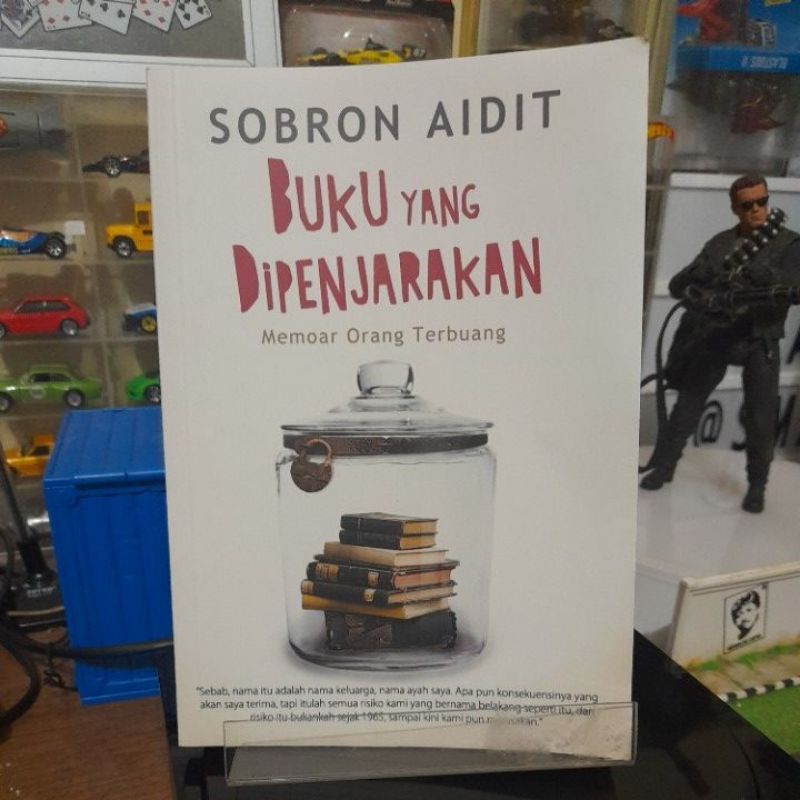 SOBRON AIDIT
BUKU YANG
DIPENJARAKAN
Memoar Orang Terbuang
"Sebab, nama itu adalah nama keluarga, nama ayah saya. Apa pun konsekuensinya yang
akan saya terima, tapi itulah semua risiko kami yang bernama belakang seperti itu, dan
risiko itu bukankah sejak 1965, sampai kini kami pun merasakan."